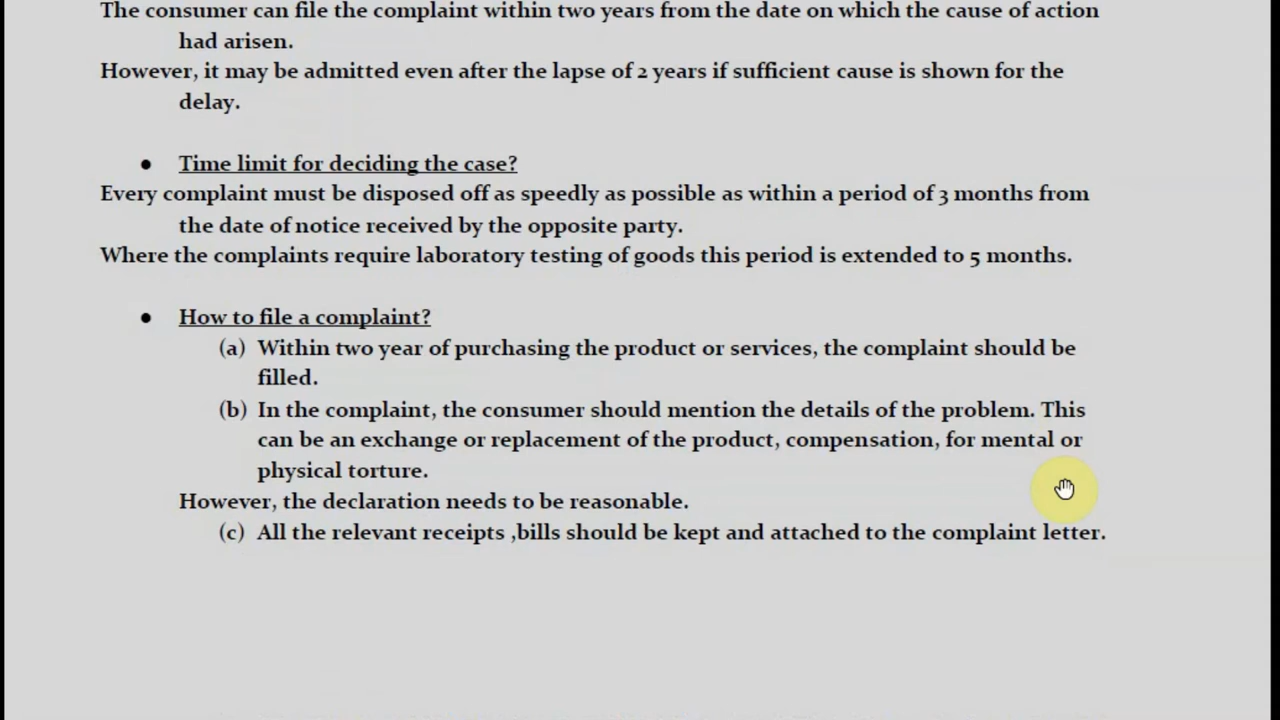 The consumer can file the complaint within two years from the date on which the cause of action
had arisen.
However, it may be admitted even after the lapse of 2 years if sufficient cause is shown for the
delay.
● Time limit for deciding the case?
Every complaint must be disposed off as speedly as possible as within a period of 3 months from
the date of notice received by the opposite party.
Where the complaints require laboratory testing of goods this period is extended to 5 months.
● How to file a complaint?
(a) Within two year of purchasing the product or services, the complaint should be
filled.
(b) In the complaint, the consumer should mention the details of the problem. This
can be an exchange or replacement of the product, compensation, for mental or
physical torture.
However, the declaration needs to be reasonable.
(c) All the relevant receipts ,bills should be kept and attached to the complaint letter.